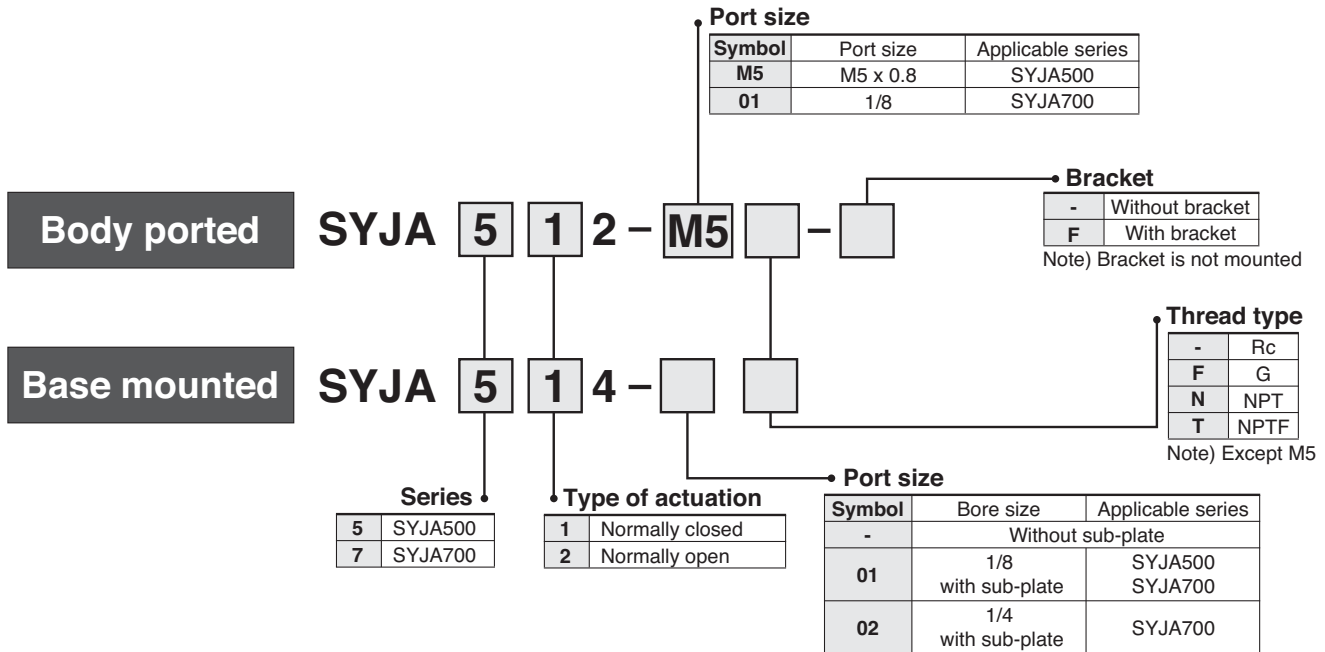 Port size
Symbol Port size Applicable series
M5 M5 x 0.8 SYJA500
01 1/8 SYJA700
Body ported
SYJA 5 1 2 – M5 –
Bracket
- Without bracket
F With bracket
Note) Bracket is not mounted
Base mounted
SYJA 5 1 4 –
Thread type
- Rc
F G
N NPT
T NPTF
Note) Except M5
Series
5 SYJA500
7 SYJA700
Type of actuation
1 Normally closed
2 Normally open
Port size
Symbol Bore size Applicable series
- Without sub-plate
01 1/8 SYJA500
with sub-plate SYJA700
02 1/4 SYJA700
with sub-plate